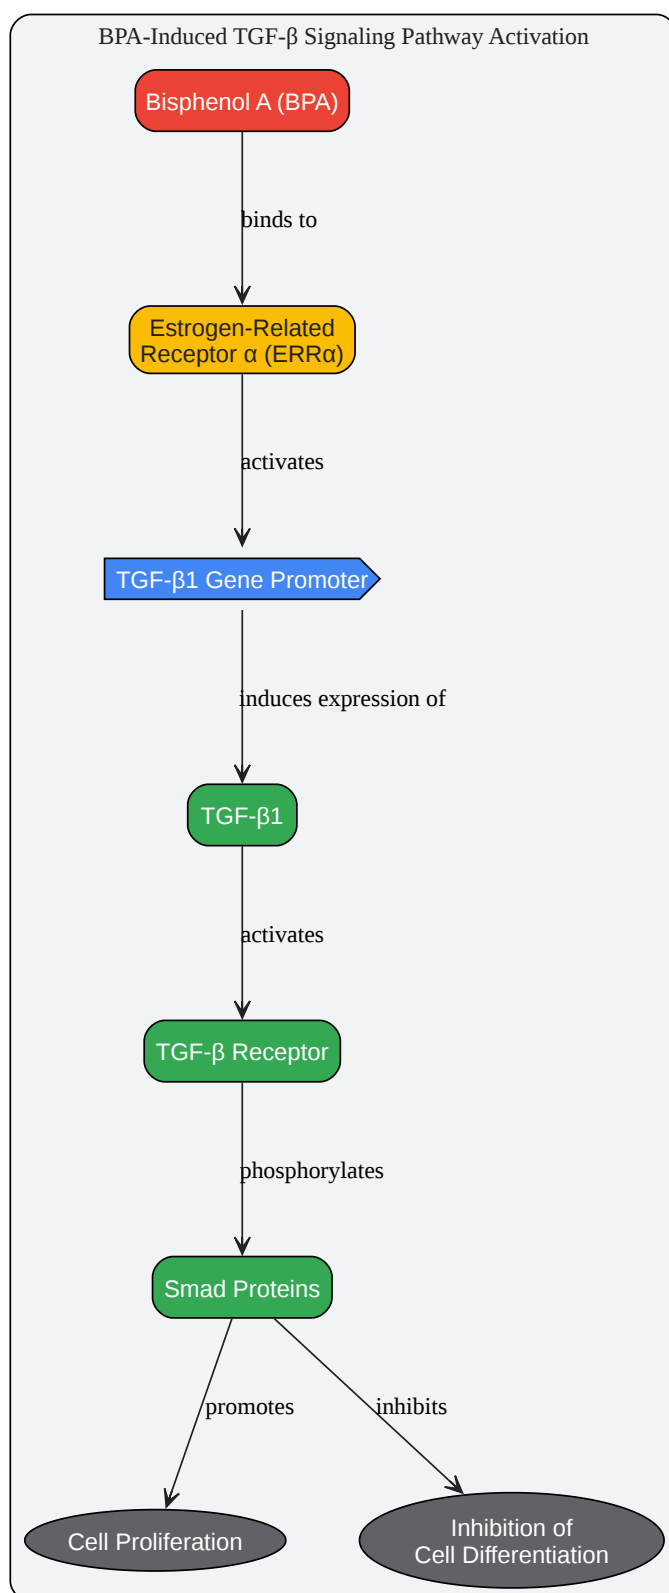 BPA-Induced TGF-β Signaling Pathway Activation
Bisphenol A (BPA)
binds to
Estrogen-Related
Receptor α (ERRα)
activates
TGF-β1 Gene Promoter
induces expression of
TGF-β1
activates
TGF-β Receptor
phosphorylates
Smad Proteins
promotes
inhibits
Cell Proliferation
Inhibition of
Cell Differentiation